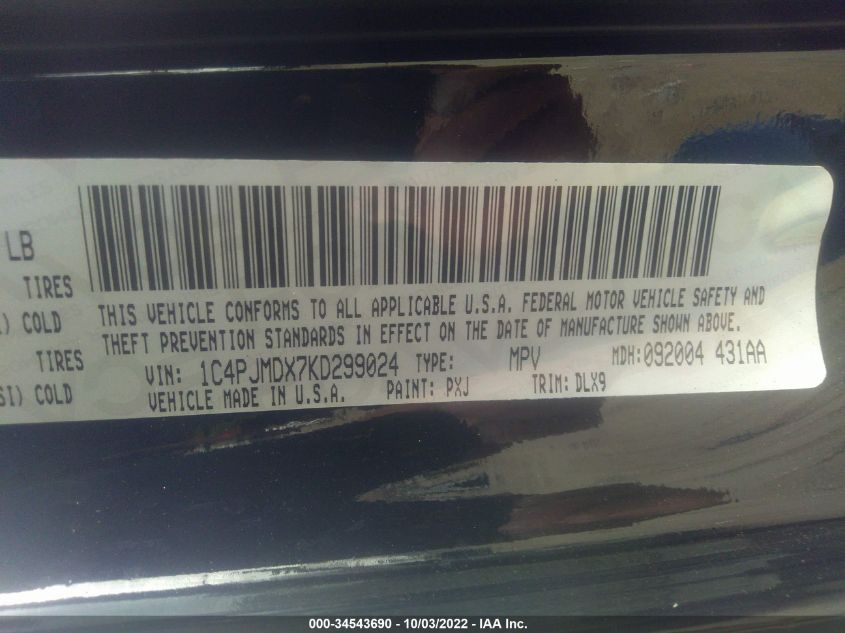 LB
TIRES
) COLD
TIRES
SI) COLD
THIS VEHICLE CONFORMS TO ALL APPLICABLE U.S.A. FEDERAL MOTOR VEHICLE SAFETY AND
THEFT PREVENTION STANDARDS IN EFFECT ON THE DATE OF MANUFACTURE SHOWN ABOVE.
VIN: 1C4PJMDX7KD299024 TYPE: MPV MDH:092004 431AA
VEHICLE MADE IN U.S.A. PAINT: PXJ TRIM: DLX9
000-34543690 - 10/03/2022 - IAA Inc.